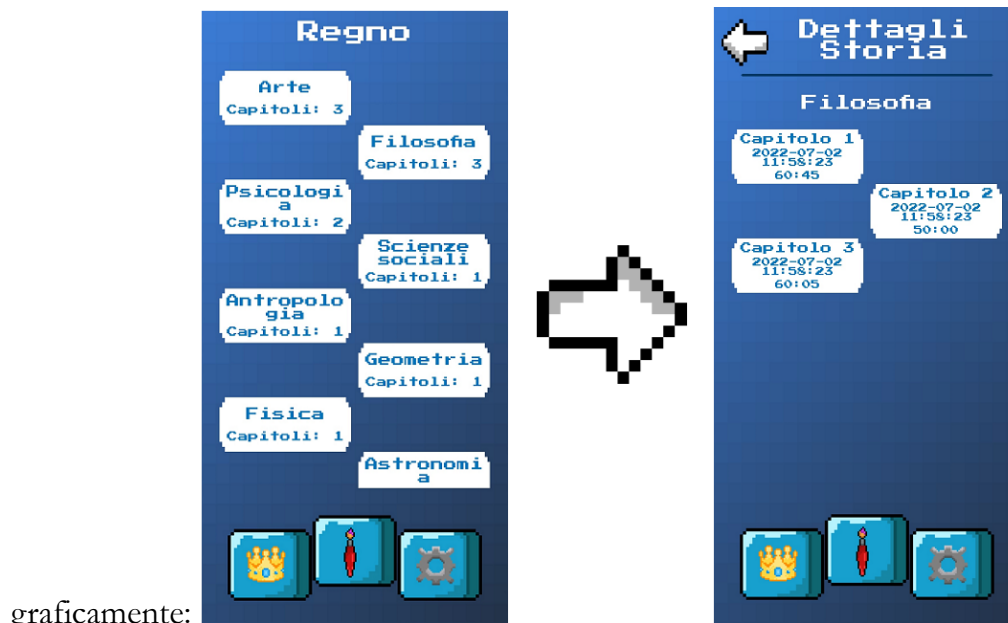 Regno
Arte
Capitoli: 3
Filosofia
Capitoli: 3
Psicologi
a
Capitoli: 2
Scienze
sociali
Capitoli: 1
Antropolo
gia
Capitoli: 1
Geometria
Capitoli: 1
Fisica
Capitoli: 1
Astronomi
a
Dettagli
Storia
Filosofia
Capitolo 1
2022-07-02
11:58:23
60:45
Capitolo 2
2022-07-02
11:58:23
50:00
Capitolo 3
2022-07-02
11:58:23
60:05
graficamente: